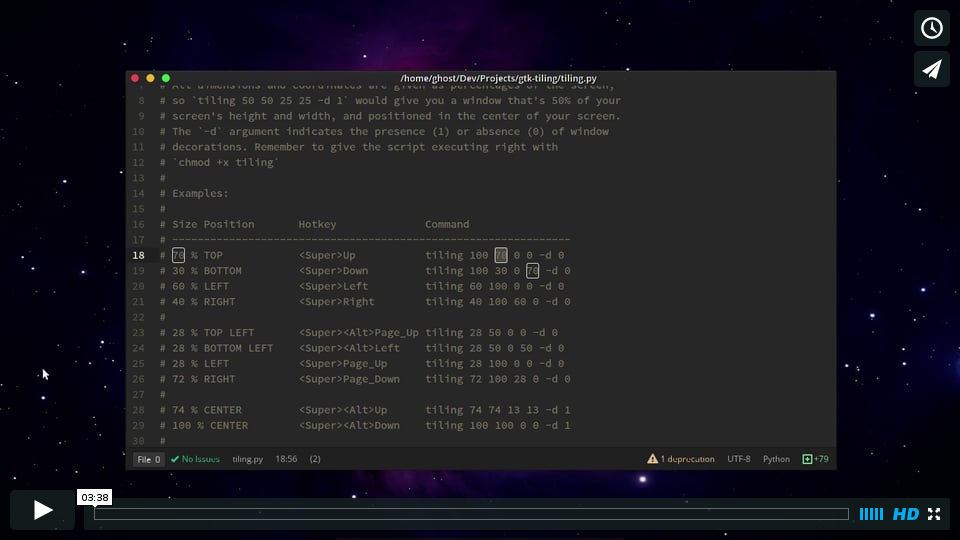 /home/ghost/Dev/Projects/gtk-tiling/tiling.py
7 # All dimensions and coordinates are given as percentages of the screen,
8 # so `tiling 50 50 25 25 -d 1` would give you a window that's 50% of your
9 # screen's height and width, and positioned in the center of your screen.
10 # The `-d` argument indicates the presence (1) or absence (0) of window
11 # decorations. Remember to give the script executing right with
12 # `chmod +x tiling`
13 #
14 # Examples:
15 #
16 # Size Position Hotkey Command
17 # ---------------------------------------------------------------
18 # 70 % TOP <Super>Up tiling 100 70 0 0 -d 0
19 # 30 % BOTTOM <Super>Down tiling 100 30 0 70 -d 0
20 # 60 % LEFT <Super>Left tiling 60 100 0 0 -d 0
21 # 40 % RIGHT <Super>Right tiling 40 100 60 0 -d 0
22 #
23 # 28 % TOP LEFT <Super><Alt>Page_Up tiling 28 50 0 0 -d 0
24 # 28 % BOTTOM LEFT <Super><Alt>Left tiling 28 50 0 50 -d 0
25 # 28 % LEFT <Super>Page_Up tiling 28 100 0 0 -d 0
26 # 72 % RIGHT <Super>Page_Down tiling 72 100 28 0 -d 0
27 #
28 # 74 % CENTER <Super><Alt>Up tiling 74 74 13 13 -d 1
29 # 100 % CENTER <Super><Alt>Down tiling 100 100 0 0 -d 1
30 #
File 0 No Issues tiling.py 18:56 (2) 1 deprecation UTF-8 Python +79
03:38
HD